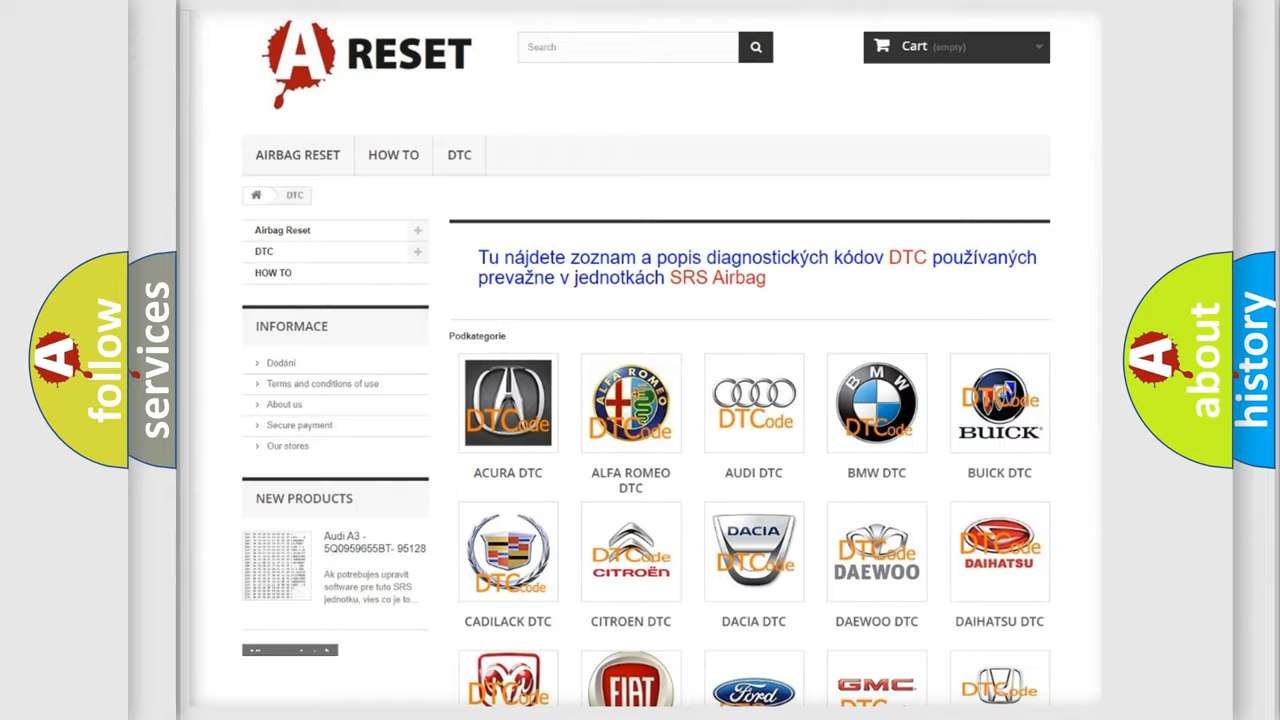 A RESET
Search
Cart (empty)
AIRBAG RESET
HOW TO
DTC
DTC
Airbag Reset
DTC
HOW TO
Tu nájdete zoznam a popis diagnostických kódov DTC používaných
prevažne v jednotkách SRS Airbag
INFORMACE
Dodání
Terms and conditions of use
About us
Secure payment
Our stores
Podkategorie
DTCode
ALFA ROMEO
DTCode
DTCode
BMW
DTCode
DTCode
BUICK
ACURA DTC
ALFA ROMEO
DTC
AUDI DTC
BMW DTC
BUICK DTC
NEW PRODUCTS
Audi A3 -
5Q0959655BT- 95128
Ak potrebujes upravit
software pre tuto SRS
jednotku, vies co je to...
DTCode
DTCode
CITROËN
DACIA
DTCode
DTCode
DAEWOO
DTCode
DAIHATSU
CADILACK DTC
CITROEN DTC
DACIA DTC
DAEWOO DTC
DAIHATSU DTC
DTCode
FIAT
Ford
GMC
DTCode
A
follow
services
A
about
history